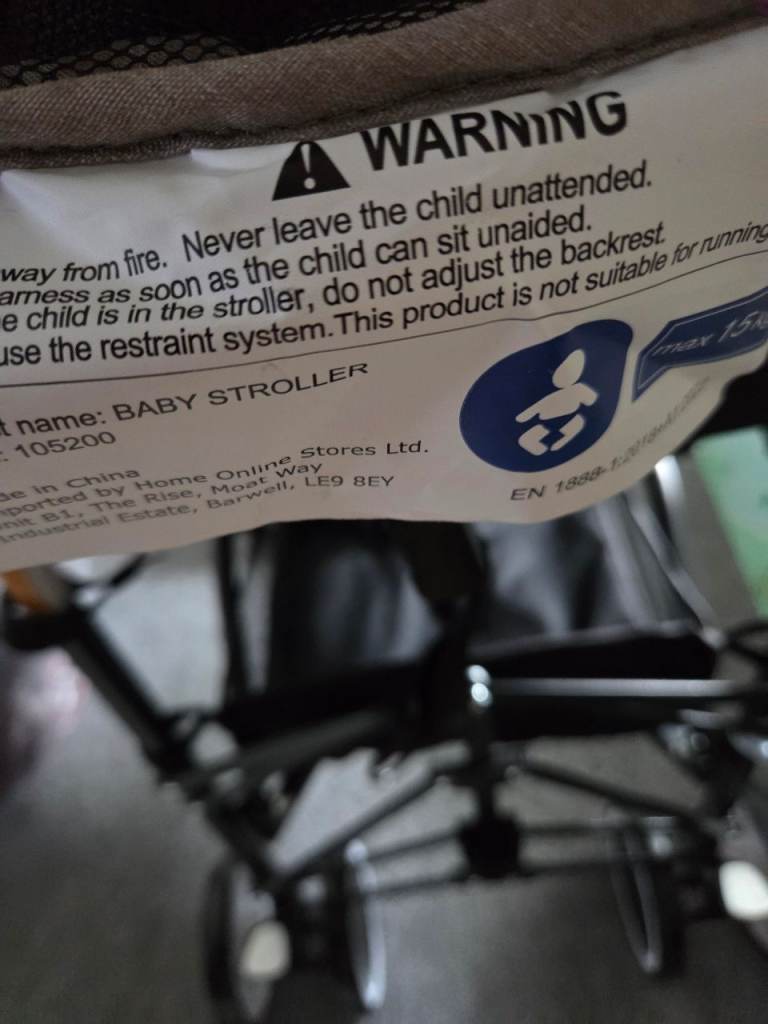 WARNING
way from fire. Never leave the child unattended.
arness as soon as the child can sit unaided.
e child is in the stroller, do not adjust the backrest.
use the restraint system. This product is not suitable for running
t name: BABY STROLLER
: 105200
de in China
ported by Home Online Stores Ltd.
nit B1, The Rise, Moat Way
Industrial Estate, Barwell, LE9 8EY
max 15kg
EN 1888-1:2018